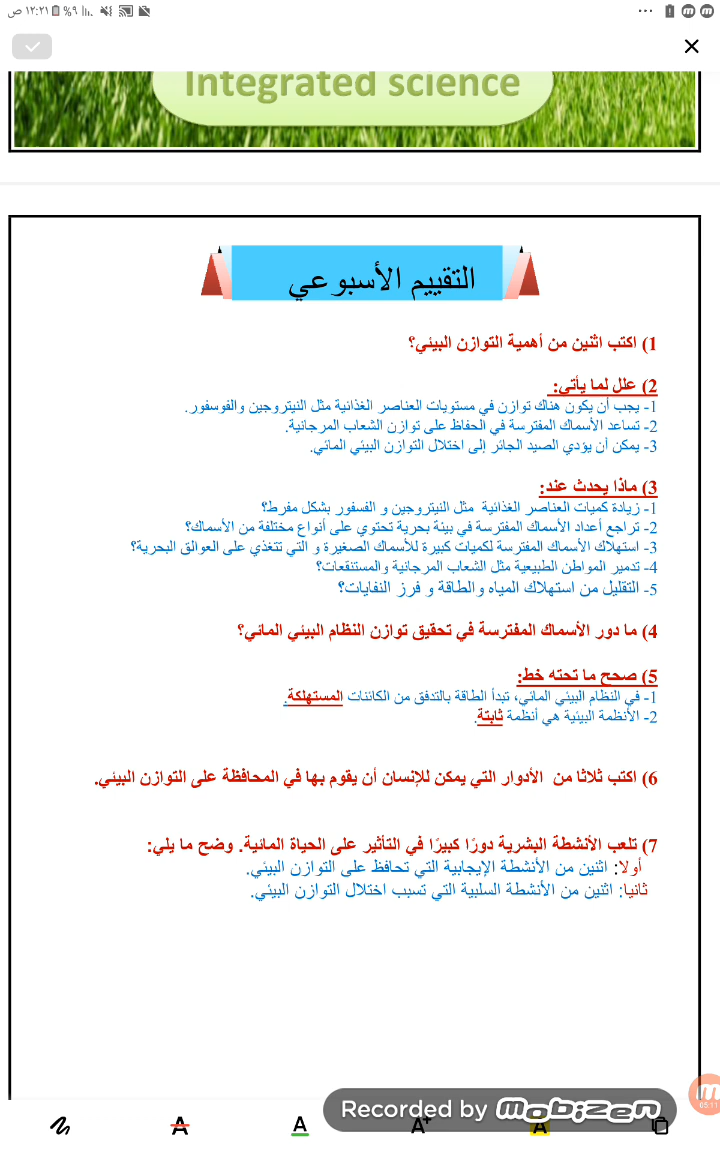 ١٢:٢١ ص
%٩
Integrated science
التقييم الأسبوعي
1) اكتب اثنين من أهمية التوازن البيئي؟
2) علل لما يأتي:
1- يجب أن يكون هناك توازن في مستويات العناصر الغذائية مثل النيتروجين والفوسفور.
2- تساعد الأسماك المفترسة في الحفاظ على توازن الشعاب المرجانية.
3- يمكن أن يؤدي الصيد الجائر إلى اختلال التوازن البيئي المائي.
3) ماذا يحدث عند:
1- زيادة كميات العناصر الغذائية مثل النيتروجين و الفسفور بشكل مفرط؟
2- تراجع أعداد الأسماك المفترسة في بيئة بحرية تحتوي على أنواع مختلفة من الأسماك؟
3- استهلاك الأسماك المفترسة لكميات كبيرة للأسماك الصغيرة و التي تتغذي على العوالق البحرية؟
4- تدمير المواطن الطبيعية مثل الشعاب المرجانية والمستنقعات؟
5- التقليل من استهلاك المياه والطاقة و فرز النفايات؟
4) ما دور الأسماك المفترسة في تحقيق توازن النظام البيئي المائي؟
5) صحح ما تحته خط:
1- في النظام البيئي المائي، تبدأ الطاقة بالتدفق من الكائنات المستهلكة.
2- الأنظمة البيئية هي أنظمة ثابتة.
6) اكتب ثلاثا من الأدوار التي يمكن للإنسان أن يقوم بها في المحافظة على التوازن البيئي.
7) تلعب الأنشطة البشرية دورًا كبيرًا في التأثير على الحياة المائية. وضح ما يلي:
أولا: اثنين من الأنشطة الإيجابية التي تحافظ على التوازن البيئي.
ثانيا: اثنين من الأنشطة السلبية التي تسبب اختلال التوازن البيئي.
05:11
Recorded by mobizen
A A A+ A